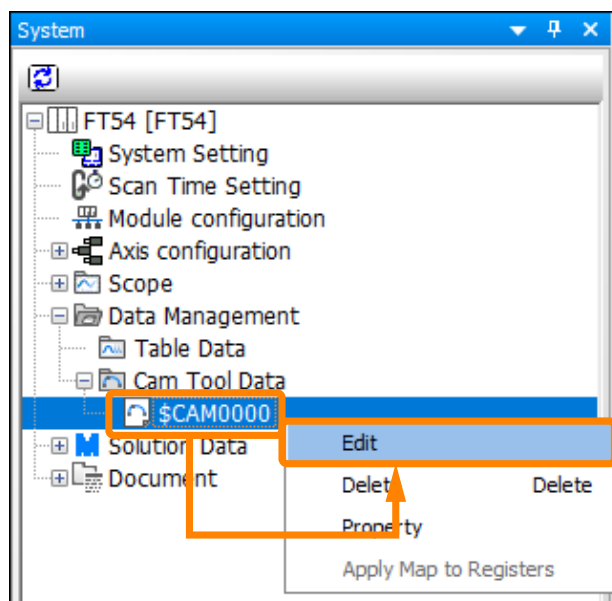 System
FT54 [FT54]
System Setting
Scan Time Setting
Module configuration
Axis configuration
Scope
Data Management
Table Data
Cam Tool Data
$CAM0000
Edit
Solution Data
Delete Delete
Document
Property
Apply Map to Registers